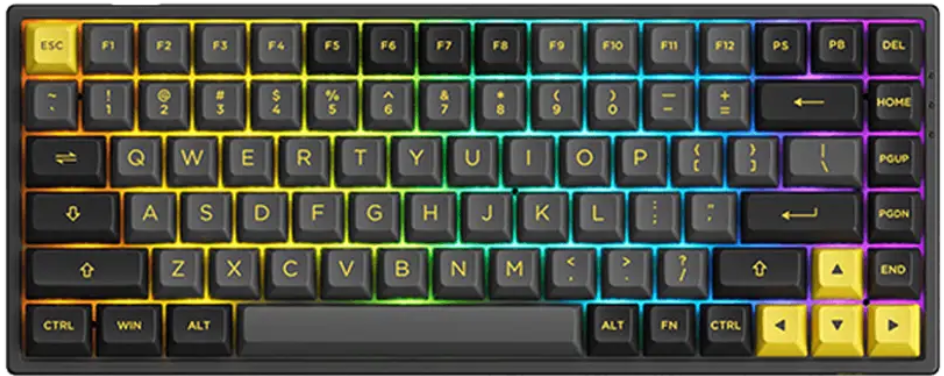 ESC F1 F2 F3 F4 F5 F6 F7 F8 F9 F10 F11 F12 PS PB DEL
~ ` ! 1 @ 2 # 3 $ 4 % 5 ^ 6 & 7 * 8 ( 9 ) 0 — - + = ← HOME
⇌ Q W E R T Y U I O P { [ } ] | \ PGUP
⇩ A S D F G H J K L : ; " ' ↵ PGDN
⇧ Z X C V B N M < , > . ? / ⇧ ▲ END
CTRL WIN ALT ALT FN CTRL ◀ ▼ ▶